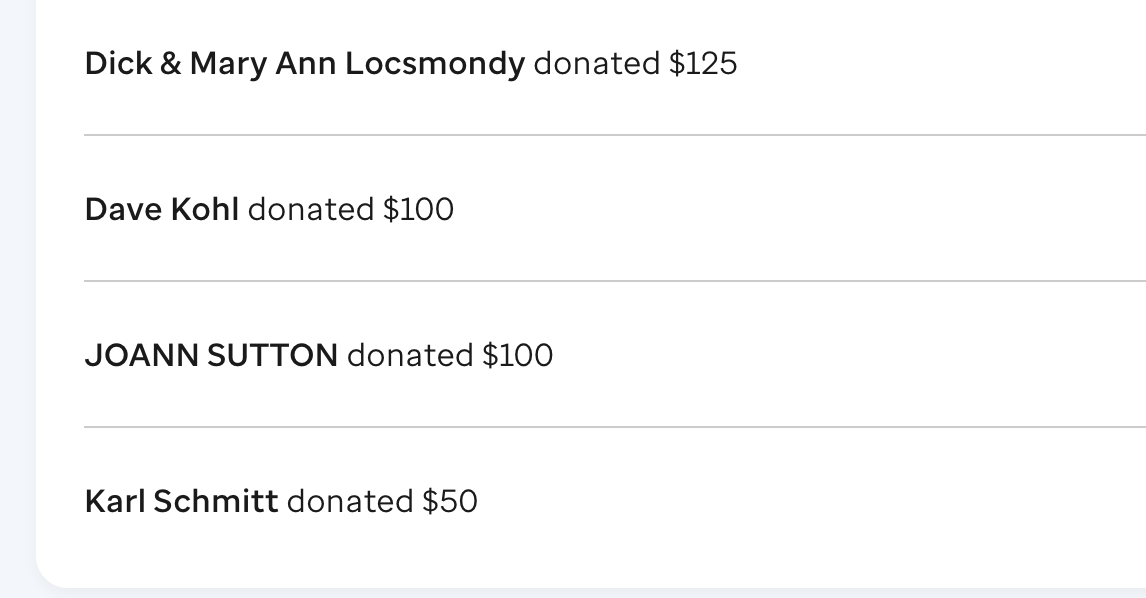 Dick & Mary Ann Locsmondy donated $125
Dave Kohl donated $100
JOANN SUTTON donated $100
Karl Schmitt donated $50